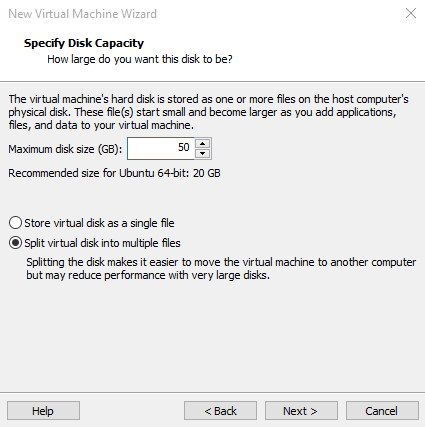 New Virtual Machine Wizard
Specify Disk Capacity
How large do you want this disk to be?
The virtual machine's hard disk is stored as one or more files on the host computer's
physical disk. These file(s) start small and become larger as you add applications,
files, and data to your virtual machine.
Maximum disk size (GB): 50
Recommended size for Ubuntu 64-bit: 20 GB
Store virtual disk as a single file
Split virtual disk into multiple files
Splitting the disk makes it easier to move the virtual machine to another computer
but may reduce performance with very large disks.
Help < Back Next > Cancel